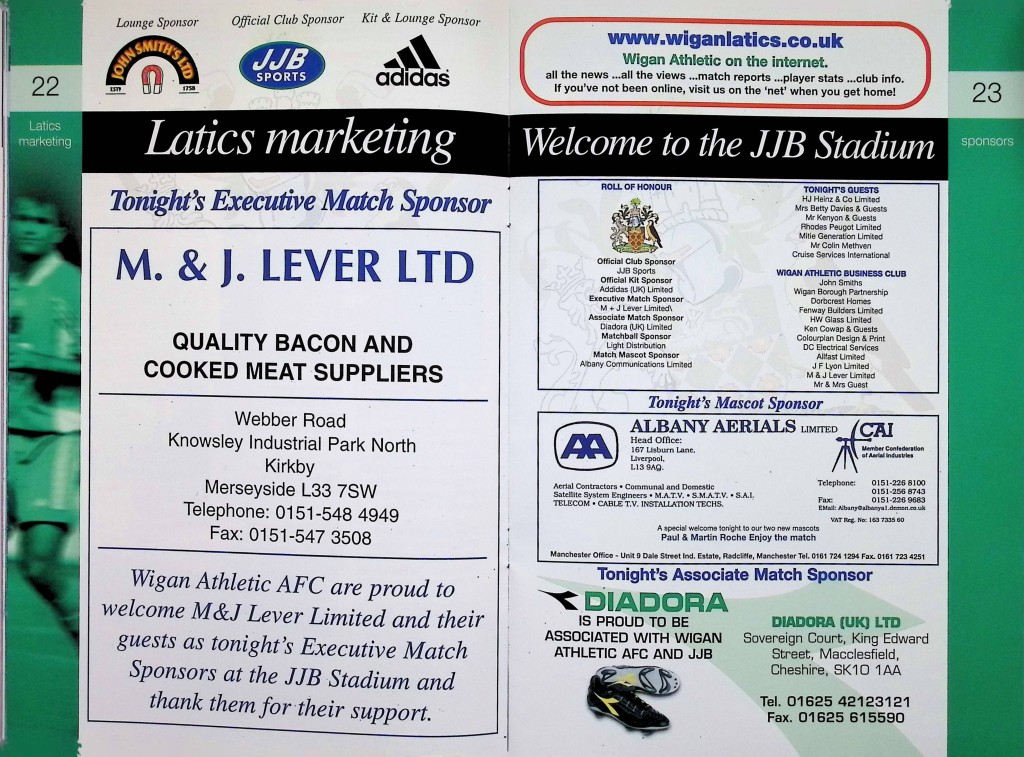 22
Latics
marketing
Lounge Sponsor
JOHN SMITH'S LTD
ESTD 1758
Official Club Sponsor
JJB
SPORTS
Kit & Lounge Sponsor
adidas
Latics marketing
Tonight's Executive Match Sponsor
M. & J. LEVER LTD
QUALITY BACON AND
COOKED MEAT SUPPLIERS
Webber Road
Knowsley Industrial Park North
Kirkby
Merseyside L33 7SW
Telephone: 0151-548 4949
Fax: 0151-547 3508
Wigan Athletic AFC are proud to
welcome M&J Lever Limited and their
guests as tonight's Executive Match
Sponsors at the JJB Stadium and
thank them for their support.
www.wiganlatics.co.uk
Wigan Athletic on the internet.
all the news ...all the views ...match reports ...player stats ...club info.
If you've not been online, visit us on the 'net' when you get home!
23
sponsors
Welcome to the JJB Stadium
ROLL OF HONOUR
Official Club Sponsor
JJB Sports
Official Kit Sponsor
Addidas (UK) Limited
Executive Match Sponsor
M + J Lever Limited\
Associate Match Sponsor
Diadora (UK) Limited
Matchball Sponsor
Light Distribution
Match Mascot Sponsor
Albany Communications Limited
TONIGHT'S GUESTS
HJ Heinz & Co Limited
Mrs Betty Davies & Guests
Mr Kenyon & Guests
Rhodes Peugot Limited
Mitie Generation Limited
Mr Colin Methven
Cruise Services International
WIGAN ATHLETIC BUSINESS CLUB
John Smiths
Wigan Borough Partnership
Dorbcrest Homes
Fenway Builders Limited
HW Glass Limited
Ken Cowap & Guests
Colourplan Design & Print
DC Electrical Services
Allfast Limited
J F Lyon Limited
M & J Lever Limited
Mr & Mrs Guest
Tonight's Mascot Sponsor
AA
ALBANY AERIALS LIMITED
Head Office:
167 Lisburn Lane,
Liverpool,
L13 9AQ.
CAI
Member Confederation
of Aerial Industries
Aerial Contractors • Communal and Domestic
Satellite System Engineers • M.A.T.V. • S.M.A.T.V. • S.A.I.
TELECOM • CABLE T.V. INSTALLATION TECHS.
Telephone: 0151-226 8100
0151-256 8743
Fax: 0151-226 9683
EMail: Albany@albanya1.demon.co.uk
VAT Reg. No: 163 7335 60
A special welcome tonight to our two new mascots
Paul & Martin Roche Enjoy the match
Manchester Office - Unit 9 Dale Street Ind. Estate, Radcliffe, Manchester Tel. 0161 724 1294 Fax. 0161 723 4251
Tonight's Associate Match Sponsor
DIADORA
IS PROUD TO BE
ASSOCIATED WITH WIGAN
ATHLETIC AFC AND JJB
DIADORA (UK) LTD
Sovereign Court, King Edward
Street, Macclesfield,
Cheshire, SK10 1AA
Tel. 01625 42123121
Fax. 01625 615590